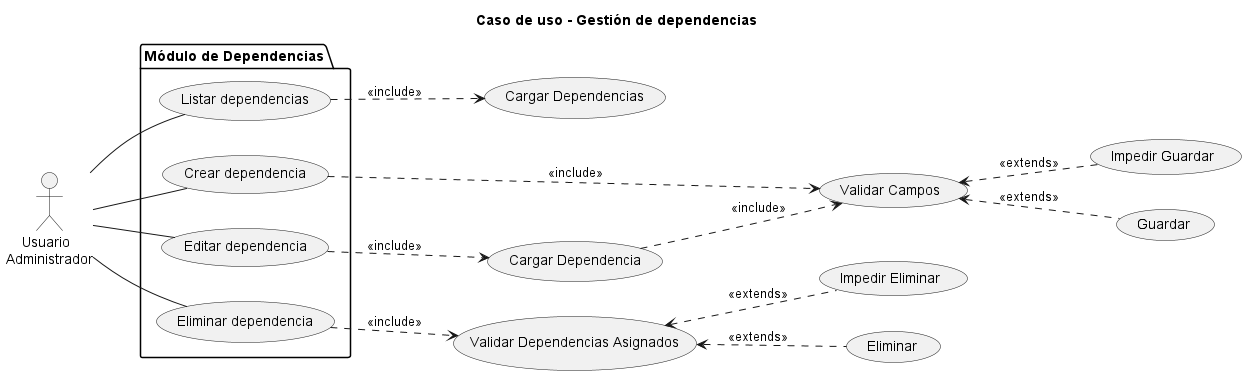 Caso de uso - Gestión de dependencias
Módulo de Dependencias
Listar dependencias
«include»
Cargar Dependencias
Crear dependencia
«include»
Validar Campos
«extends»
Impedir Guardar
«extends»
Guardar
Usuario
Administrador
Editar dependencia
«include»
Cargar Dependencia
«include»
Eliminar dependencia
«include»
Validar Dependencias Asignados
«extends»
Impedir Eliminar
«extends»
Eliminar